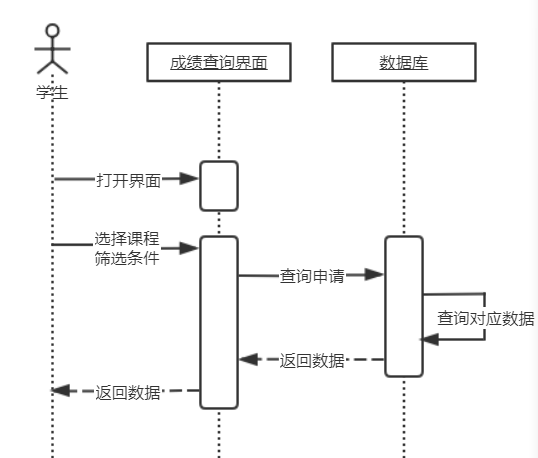 成绩查询界面
数据库
学生
打开界面
选择课程
筛选条件
查询申请
查询对应数据
返回数据
返回数据